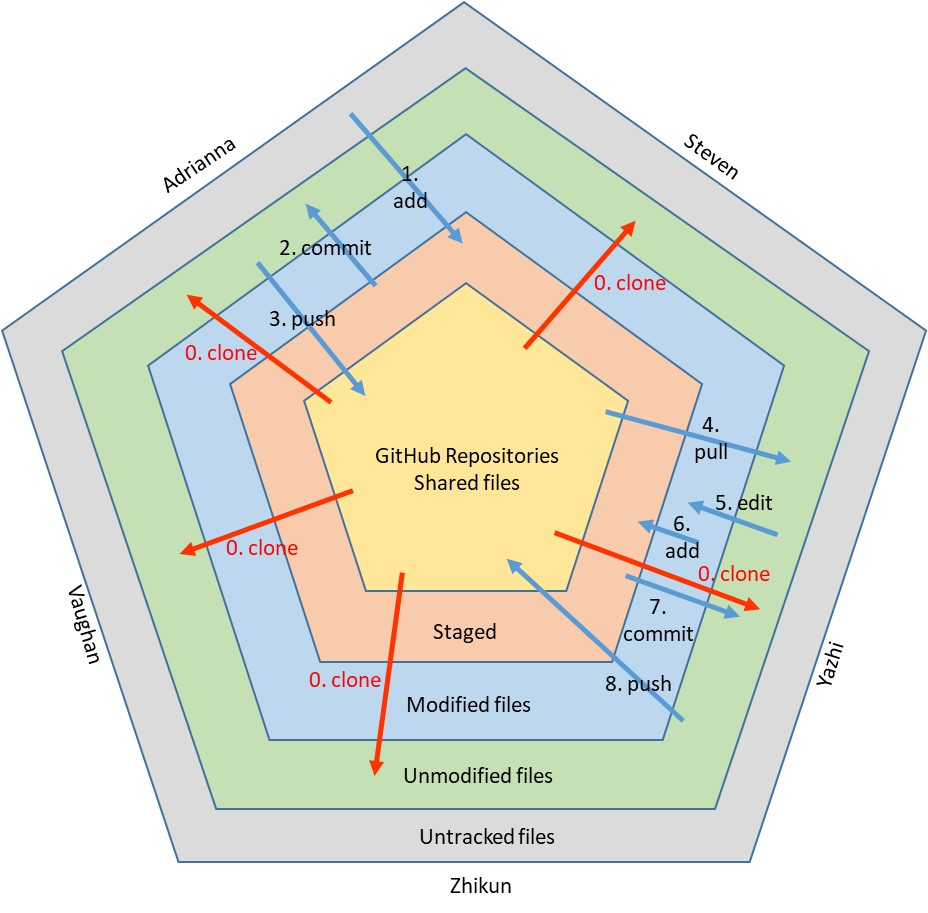 Adrianna
Steven
1.
add
2. commit
0. clone
3. push
0. clone
4.
pull
GitHub Repositories
Shared files
5. edit
6.
add
0. clone
0. clone
7.
commit
Vaughan
Staged
Yazhi
0. clone
8. push
Modified files
Unmodified files
Untracked files
Zhikun